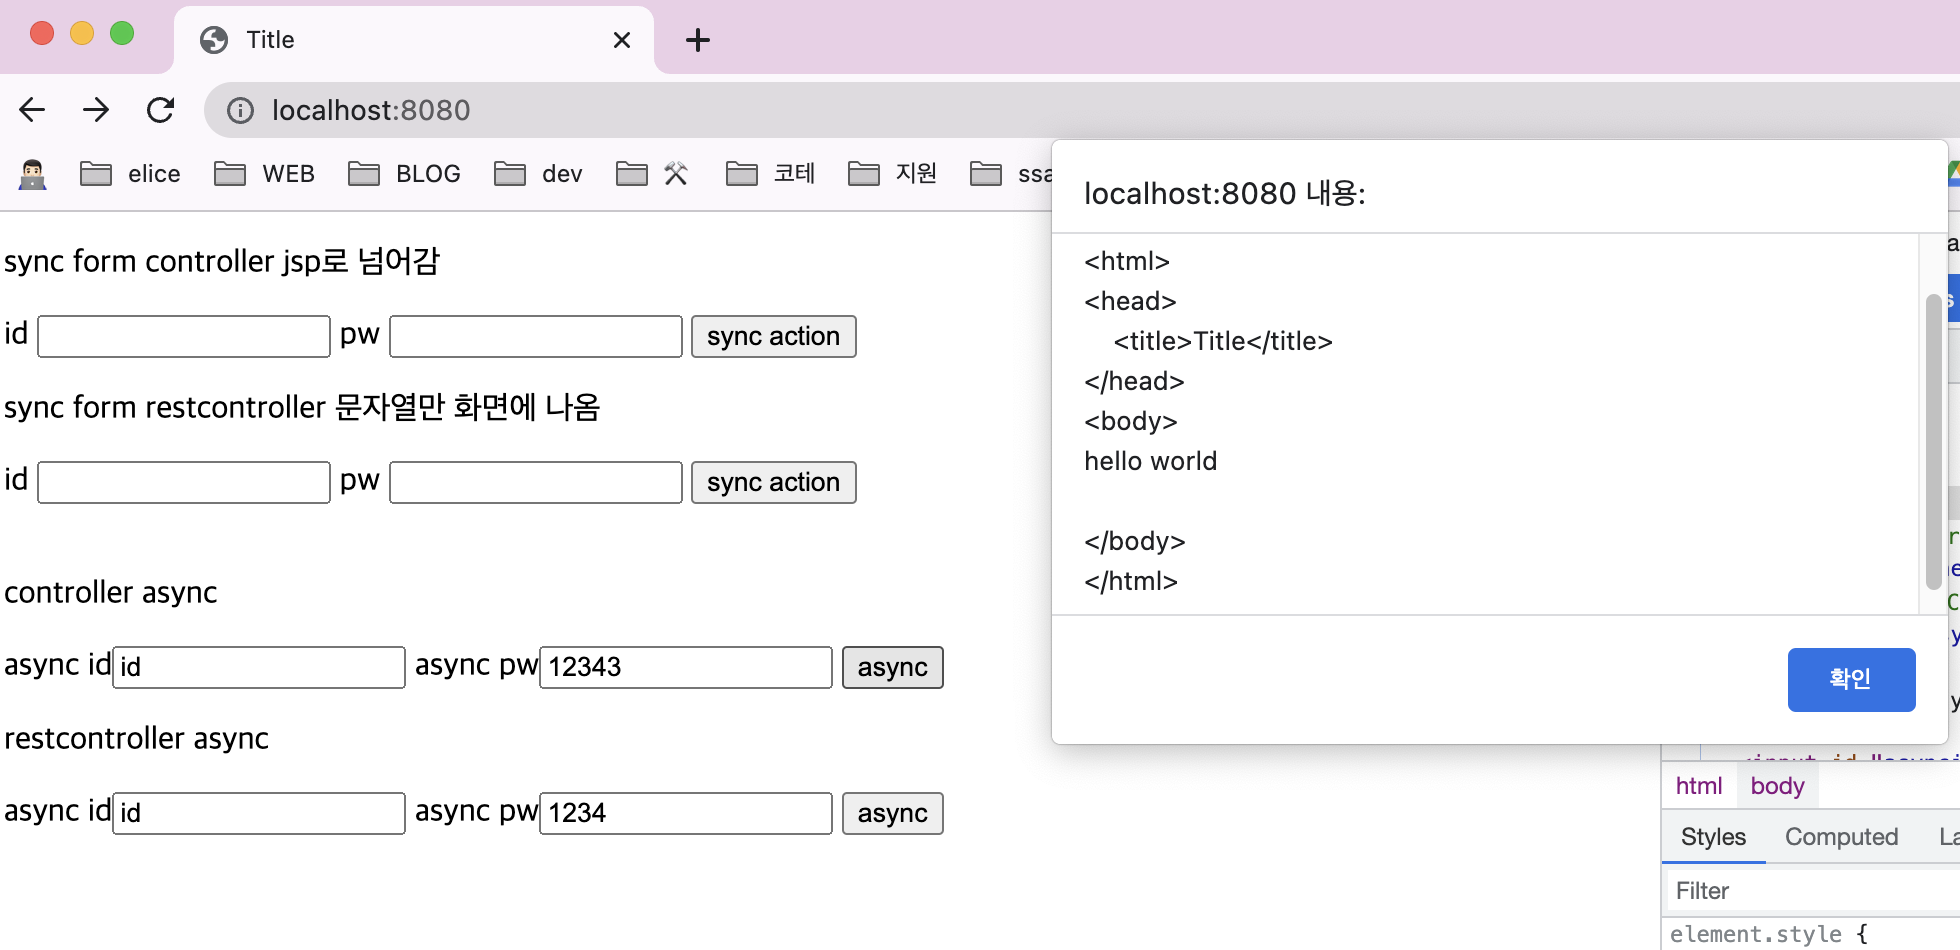 Title
localhost:8080
elice WEB BLOG dev 코테 지원
localhost:8080 내용:
<html>
<head>
<title>Title</title>
</head>
<body>
hello world
</body>
</html>
확인
sync form controller jsp로 넘어감
id pw sync action
sync form restcontroller 문자열만 화면에 나옴
id pw sync action
controller async
async id id async pw 12343 async
restcontroller async
async id id async pw 1234 async
html body
Styles Computed
Filter
element.style {